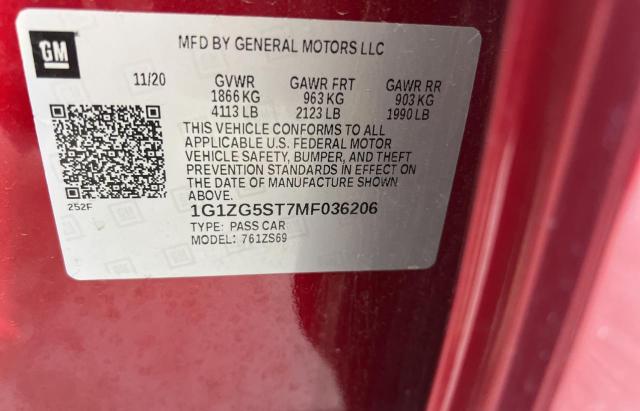 GM
MFD BY GENERAL MOTORS LLC
11/20 GVWR GAWR FRT GAWR RR
1866 KG 963 KG 903 KG
4113 LB 2123 LB 1990 LB
THIS VEHICLE CONFORMS TO ALL
APPLICABLE U.S. FEDERAL MOTOR
VEHICLE SAFETY, BUMPER, AND THEFT
PREVENTION STANDARDS IN EFFECT ON
THE DATE OF MANUFACTURE SHOWN
ABOVE.
252F
1G1ZG5ST7MF036206
TYPE: PASS CAR
MODEL: 761ZS69